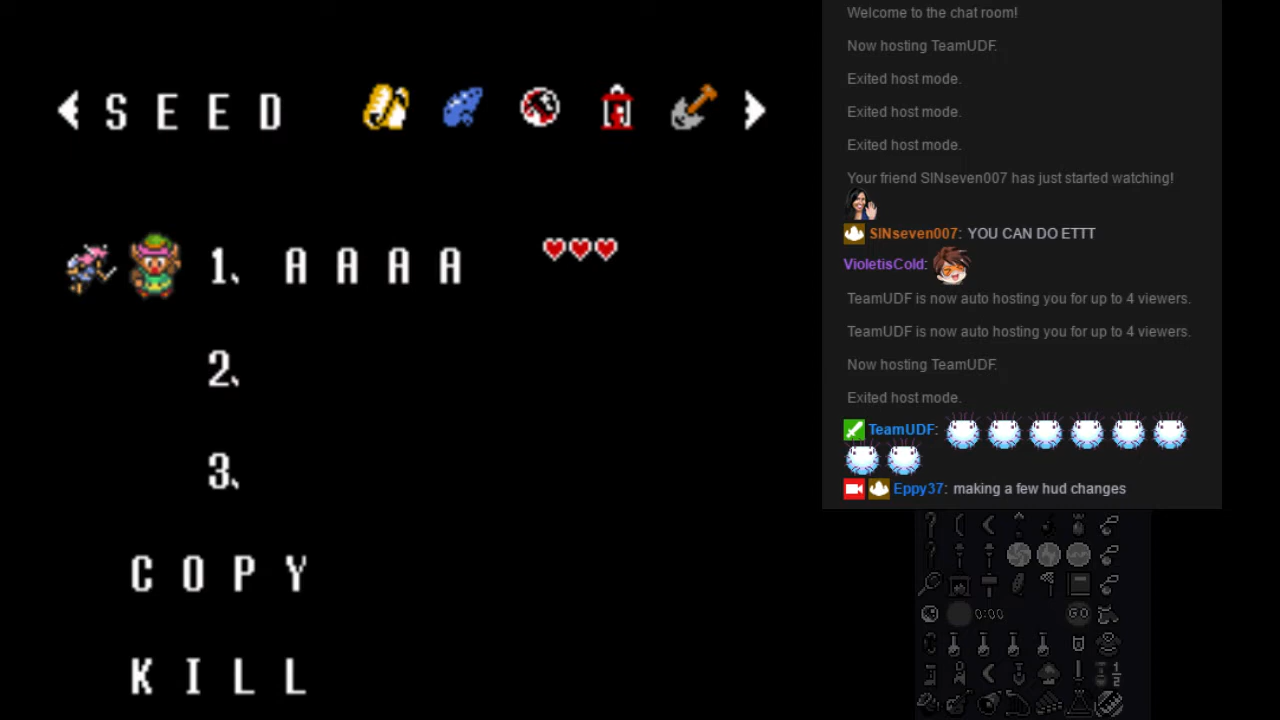 SEED
1. AAAA
2.
3.
COPY
KILL
Welcome to the chat room!
Now hosting TeamUDF.
Exited host mode.
Exited host mode.
Exited host mode.
Your friend SINseven007 has just started watching!
SINseven007: YOU CAN DO ETTT
VioletisCold:
TeamUDF is now auto hosting you for up to 4 viewers.
TeamUDF is now auto hosting you for up to 4 viewers.
Now hosting TeamUDF.
Exited host mode.
TeamUDF:
Eppy37: making a few hud changes
0:00
GO
1/2